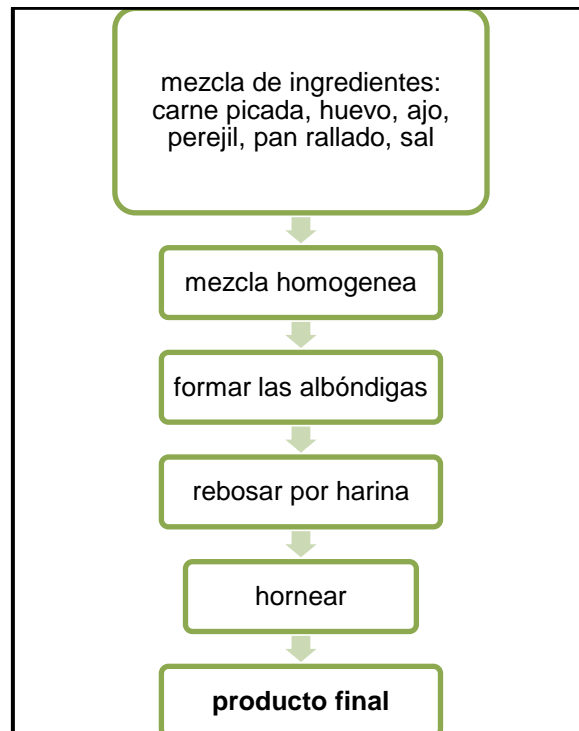 mezcla de ingredientes:
carne picada, huevo, ajo,
perejil, pan rallado, sal
mezcla homogenea
formar las albóndigas
rebosar por harina
hornear
producto final